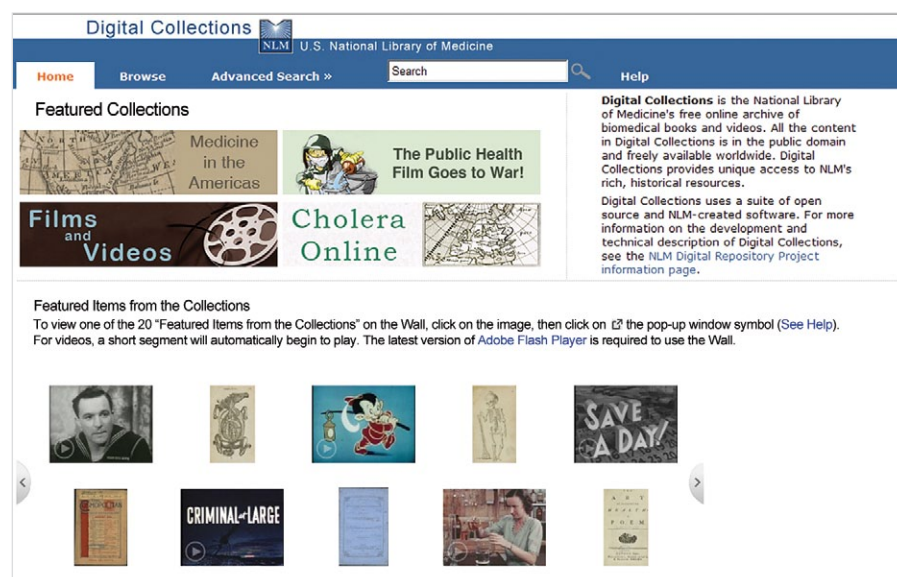 Digital Collections
NLM
U.S. National Library of Medicine
Home
Browse
Advanced Search »
Search
Help
Featured Collections
Medicine
in the
Americas
The Public Health
Film Goes to War!
Films
and
Videos
Cholera
Online
Digital Collections is the National Library
of Medicine's free online archive of
biomedical books and videos. All the content
in Digital Collections is in the public domain
and freely available worldwide. Digital
Collections provides unique access to NLM's
rich, historical resources.
Digital Collections uses a suite of open
source and NLM-created software. For more
information on the development and
technical description of Digital Collections,
see the NLM Digital Repository Project
information page.
Featured Items from the Collections
To view one of the 20 “Featured Items from the Collections” on the Wall, click on the image, then click on the pop-up window symbol (See Help).
For videos, a short segment will automatically begin to play. The latest version of Adobe Flash Player is required to use the Wall.
SAVE
A DAY!
CRIMINAL AT LARGE
THE
ART
HEALTH
POEM